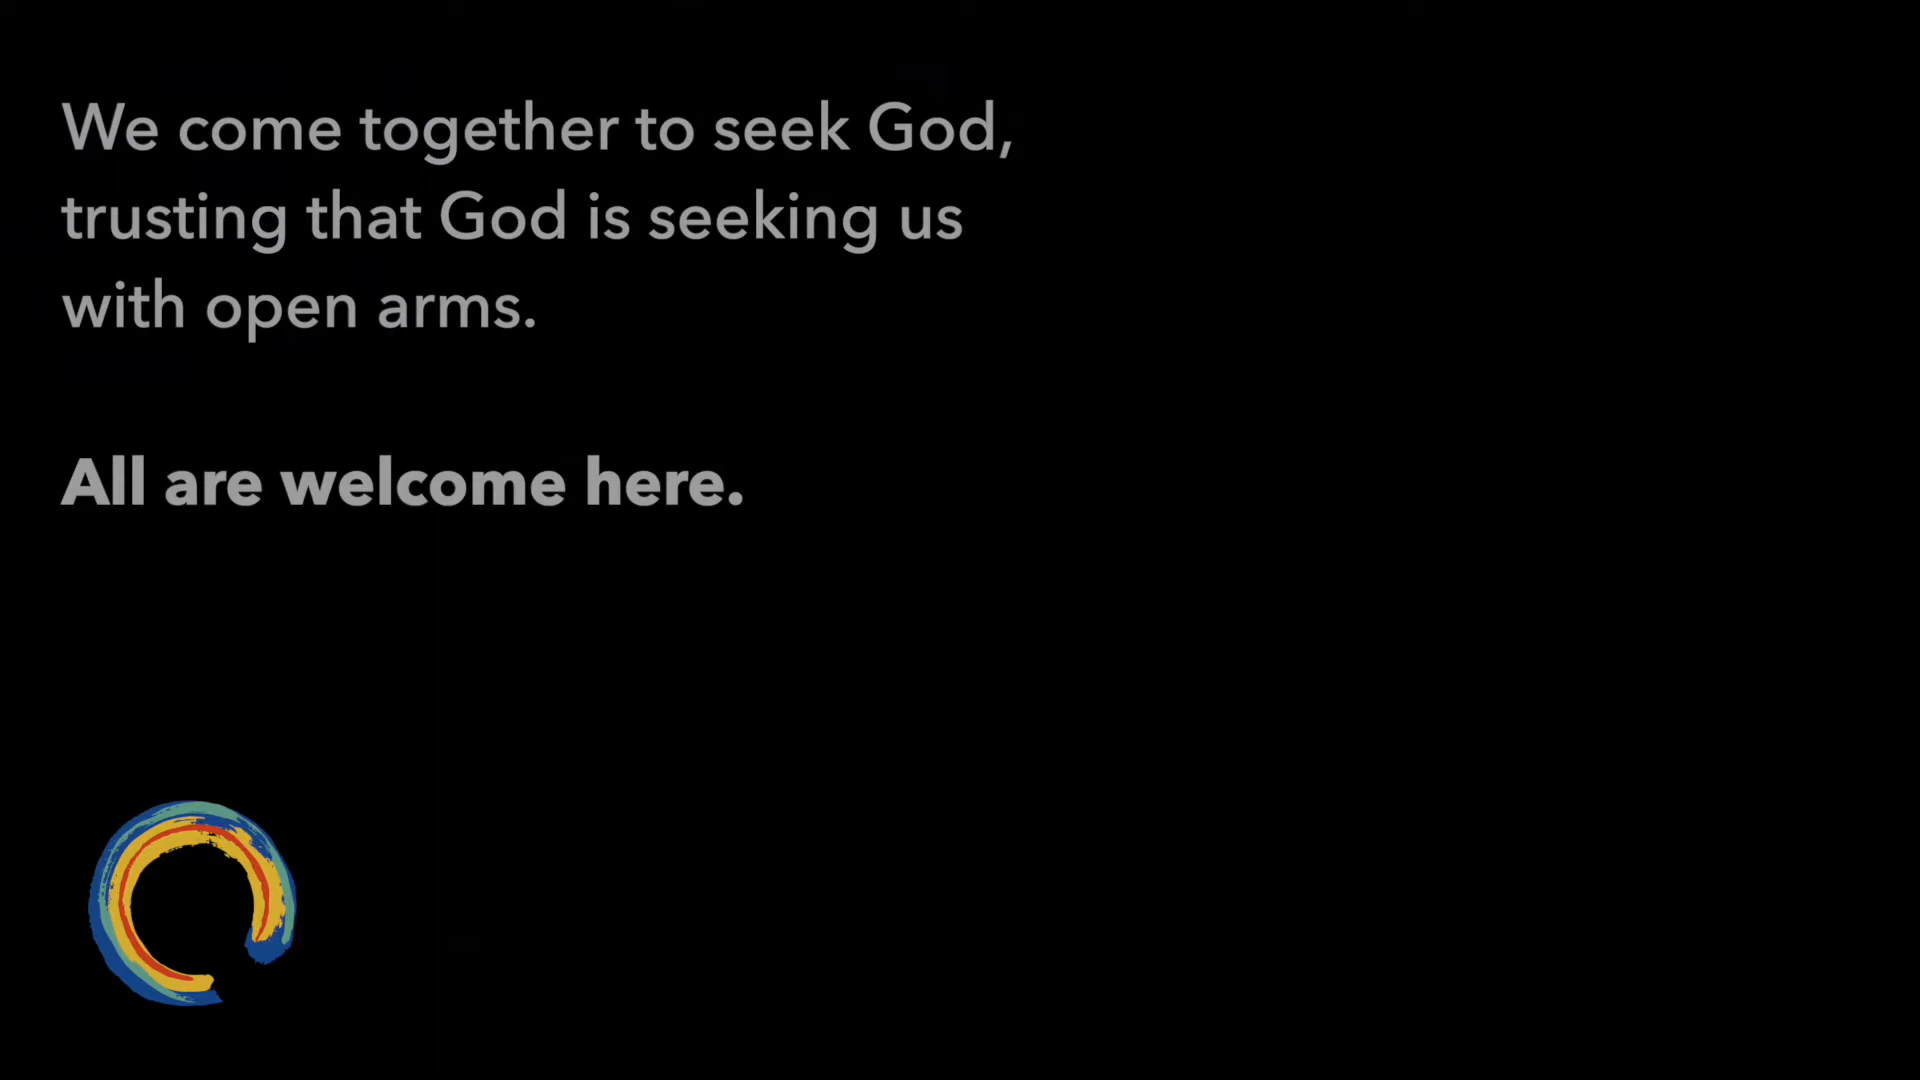 We come together to seek God,
trusting that God is seeking us
with open arms.
All are welcome here.